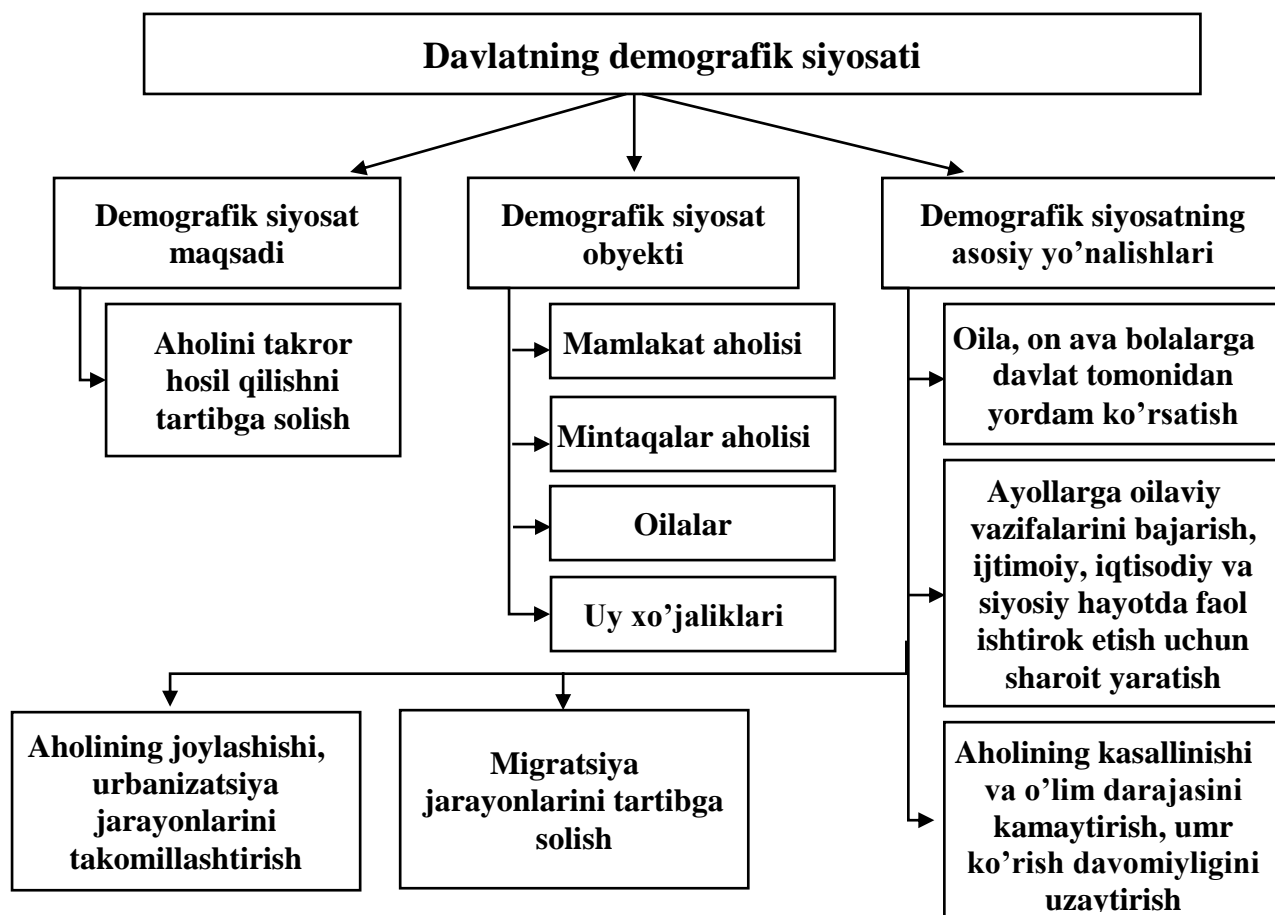 Davlatning demografik siyosati
Demografik siyosat
maqsadi
Demografik siyosat
obyekti
Demografik siyosatning
asosiy yo’nalishlari
Aholini takror
hosil qilishni
tartibga solish
Mamlakat aholisi
Mintaqalar aholisi
Oilalar
Uy xo’jaliklari
Oila, on ava bolalarga
davlat tomonidan
yordam ko’rsatish
Ayollarga oilaviy
vazifalarini bajarish,
ijtimoiy, iqtisodiy va
siyosiy hayotda faol
ishtirok etish uchun
sharoit yaratish
Aholining joylashishi,
urbanizatsiya
jarayonlarini
takomillashtirish
Migratsiya
jarayonlarini tartibga
solish
Aholining kasallinishi
va o’lim darajasini
kamaytirish, umr
ko’rish davomiyligini
uzaytirish